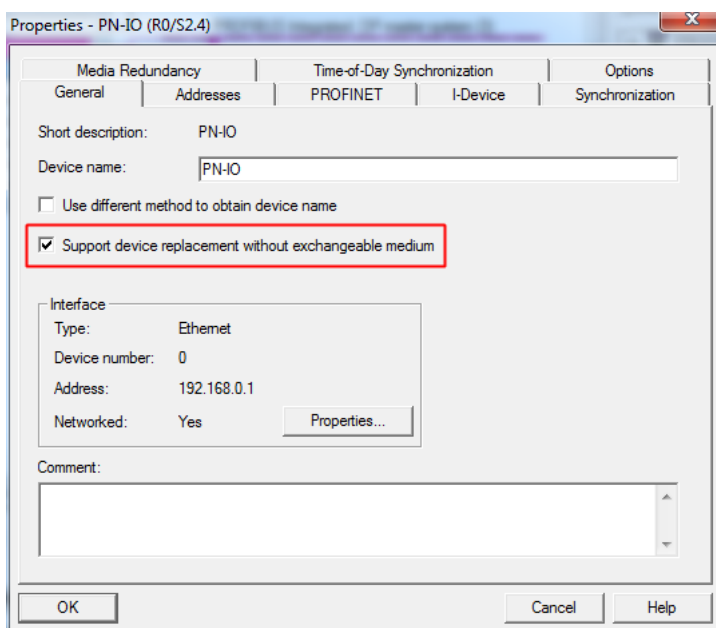 Properties - PN-IO (R0/S2.4)
Media Redundancy Time-of-Day Synchronization Options
General Addresses PROFINET I-Device Synchronization
Short description: PN-IO
Device name: PN-IO
Use different method to obtain device name
Support device replacement without exchangeable medium
Interface
Type: Ethernet
Device number: 0
Address: 192.168.0.1
Networked: Yes Properties...
Comment:
OK Cancel Help